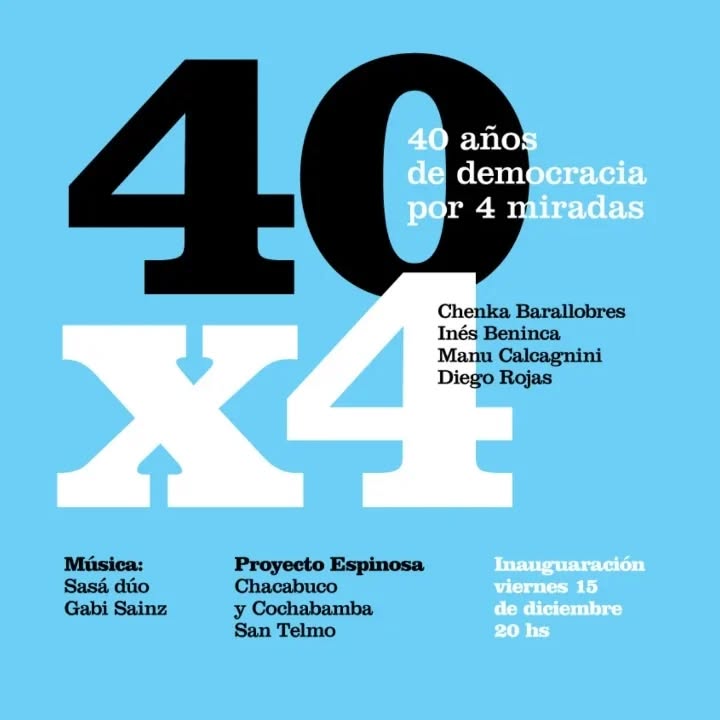 40
40 años
de democracia
por 4 miradas
x4
Chenka Barallobres
Inés Beninca
Manu Calcagnini
Diego Rojas
Música:
Sasá dúo
Gabi Sainz
Proyecto Espinosa
Chacabuco
y Cochabamba
San Telmo
Inauguaración
viernes 15
de diciembre
20 hs